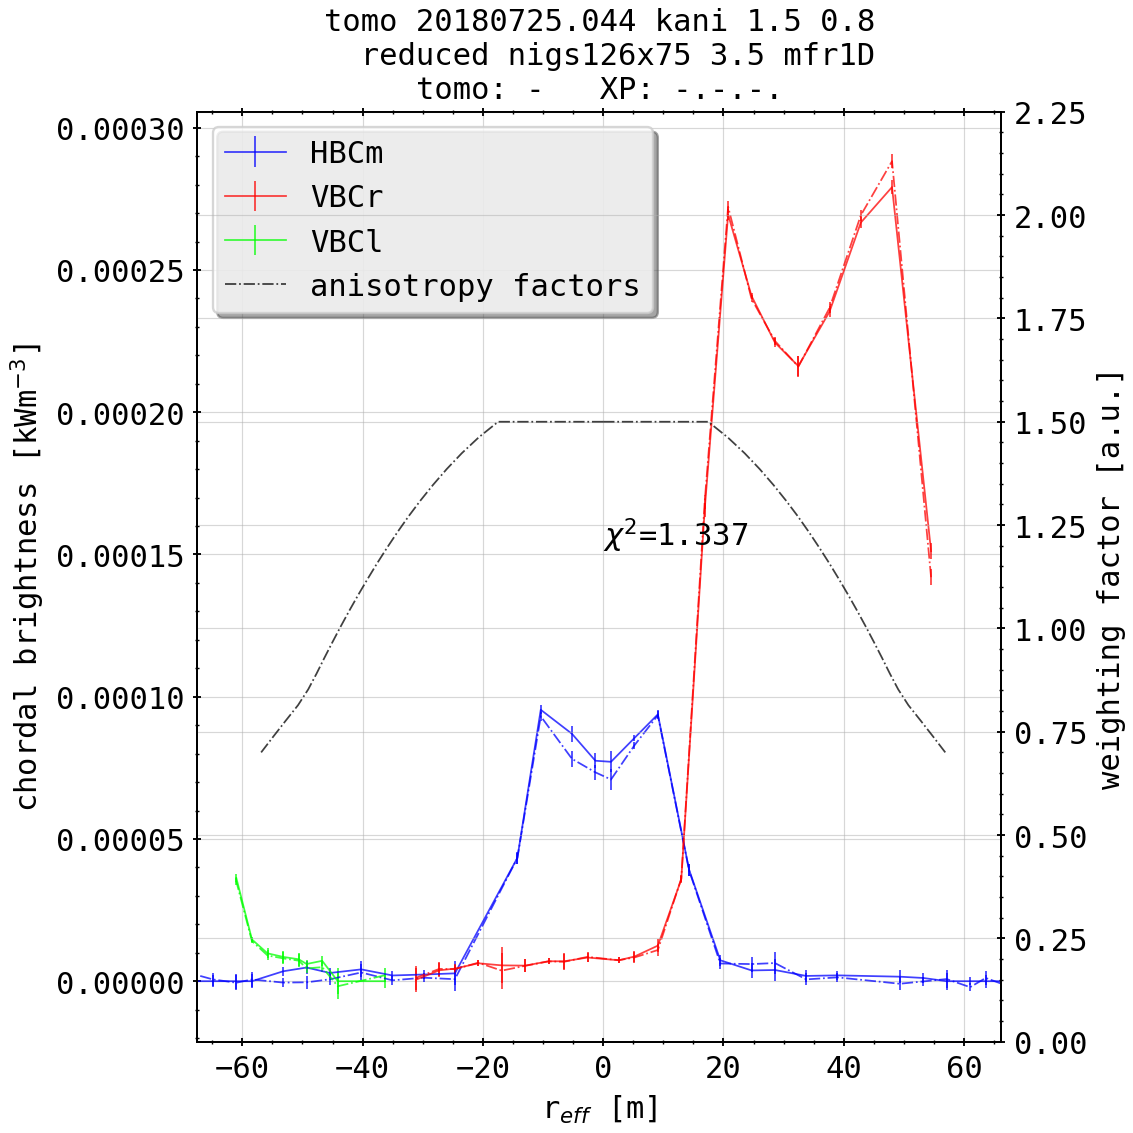 tomo 20180725.044 kani 1.5 0.8
reduced nigs126x75 3.5 mfr1D
tomo: -   XP: -.-.-.
HBCm
VBCr
VBCl
anisotropy factors
χ²=1.337
chordal brightness [kWm⁻³]
0.00030
0.00025
0.00020
0.00015
0.00010
0.00005
0.00000
2.25
2.00
1.75
1.50
1.25
1.00
0.75
0.50
0.25
0.00
weighting factor [a.u.]
−60 −40 −20 0 20 40 60
r_eff [m]